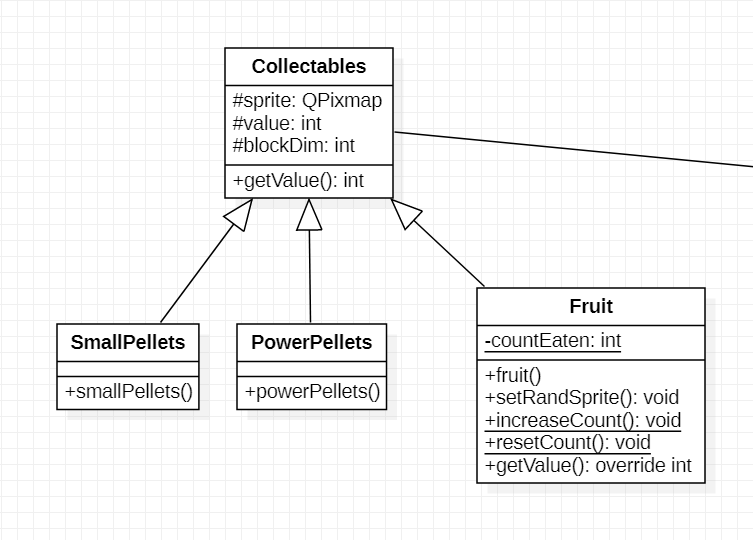 Collectables
#sprite: QPixmap
#value: int
#blockDim: int
+getValue(): int
SmallPellets
+smallPellets()
PowerPellets
+powerPellets()
Fruit
-countEaten: int
+fruit()
+setRandSprite(): void
+increaseCount(): void
+resetCount(): void
+getValue(): override int